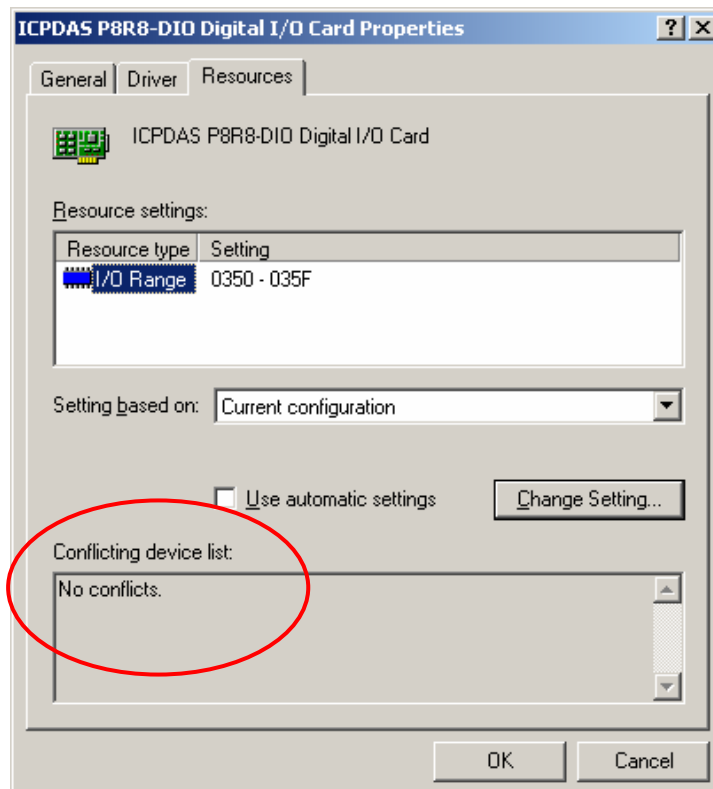 ICPDAS P8R8-DIO Digital I/O Card Properties
General Driver Resources
ICPDAS P8R8-DIO Digital I/O Card
Resource settings:
Resource type Setting
I/O Range 0350 - 035F
Setting based on: Current configuration
Use automatic settings Change Setting...
Conflicting device list:
No conflicts.
OK Cancel